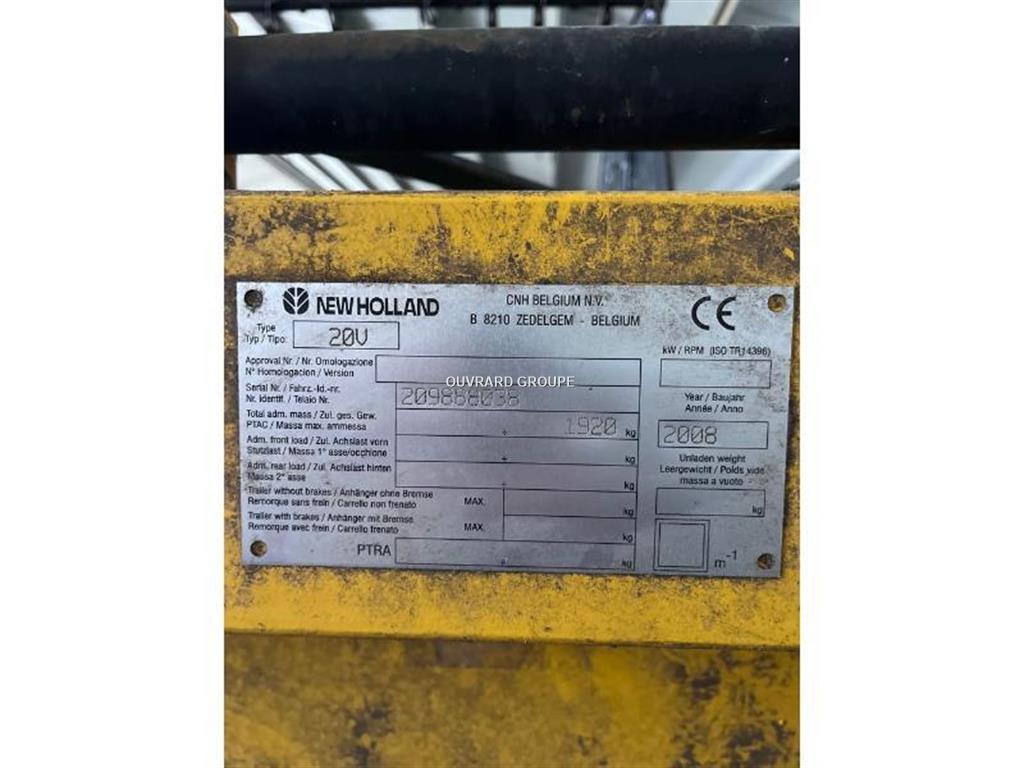 NEW HOLLAND
CNH BELGIUM N.V.
B 8210 ZEDELGEM - BELGIUM
CE
Type
Typ / Tipo:
20V
Approval Nr. / Nr. Omologazione
N° Homologacion / Version
kW / RPM (ISO TR14396)
OUVRARD GROUPE
Serial Nr. / Fahrz.-Id.-nr.
Nr. Identif. / Telaio Nr.
209868038
Year / Baujahr
Année / Anno
2008
Total adm. mass / Zul. ges. Gew.
PTAC / Massa max. ammessa
1920 kg
Adm. front load / Zul. Achslast vorn
Stutzlast / Massa 1° asse/occhione
kg
Unladen weight
Leergewicht / Poids vide
massa a vuoto
kg
Adm. rear load / Zul. Achslast hinten
Massa 2° asse
kg
Trailer without brakes / Anhänger ohne Bremse
Remorque sans frein / Carrello non frenato
MAX.
kg
Trailer with brakes / Anhänger mit Bremse
Remorque avec frein / Carrello frenato
MAX.
kg
PTRA
kg
m-1